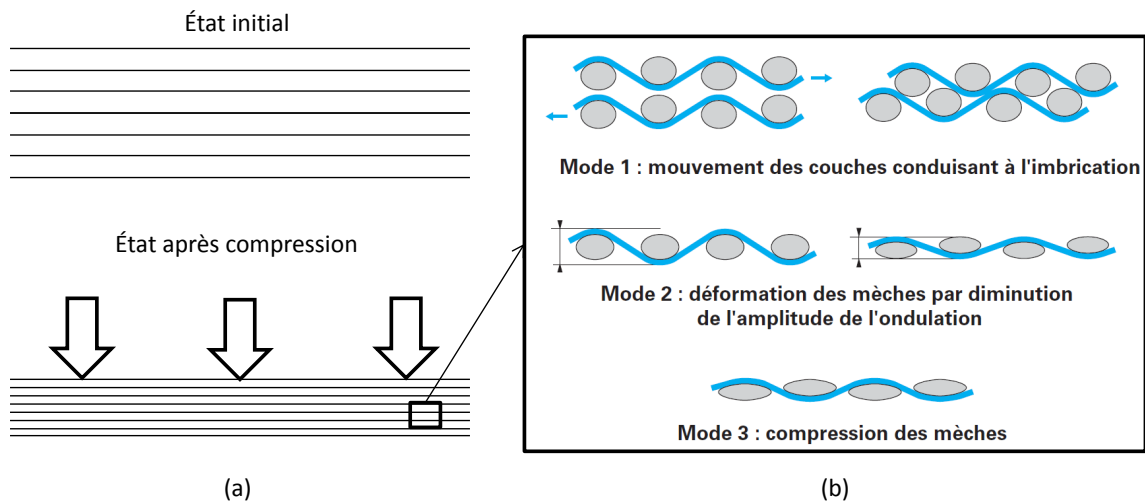 État initial
État après compression
(a)
Mode 1 : mouvement des couches conduisant à l'imbrication
Mode 2 : déformation des mèches par diminution
de l'amplitude de l'ondulation
Mode 3 : compression des mèches
(b)